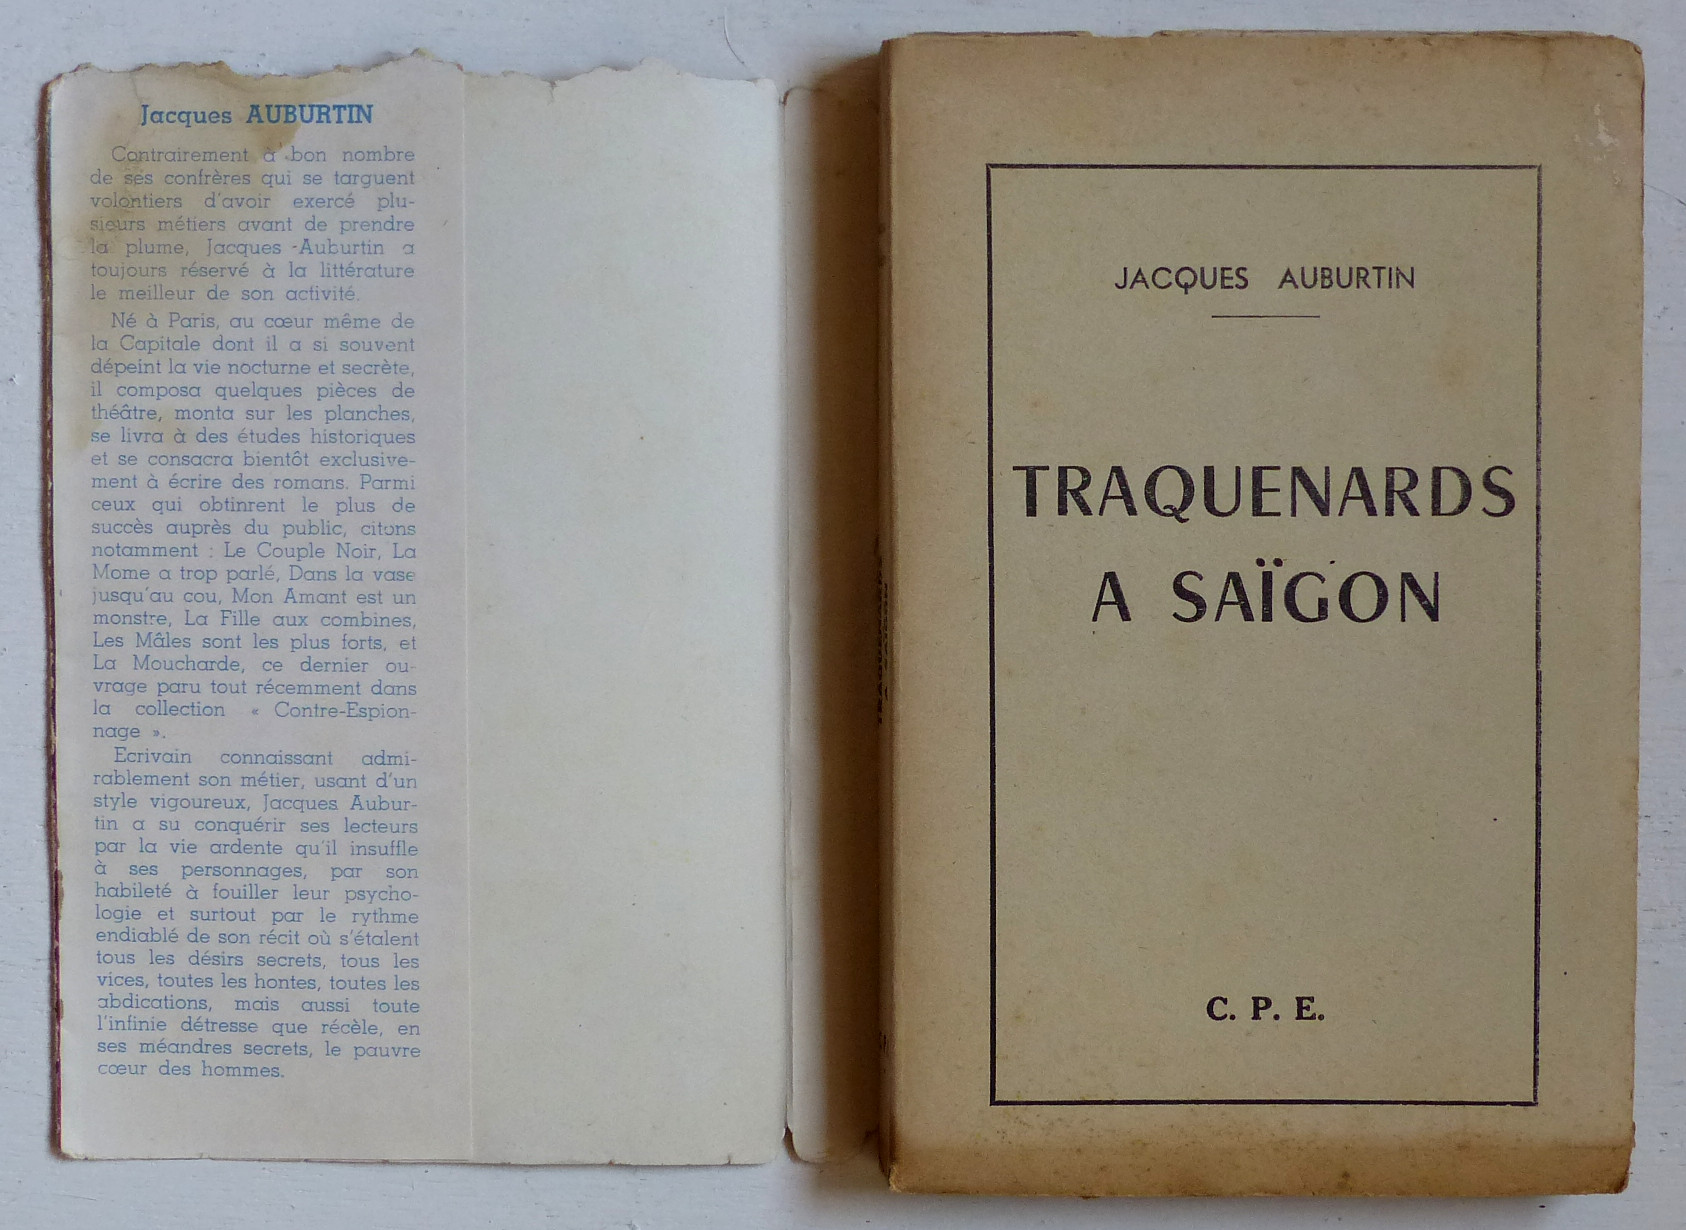 Jacques AUBURTIN
Contrairement à bon nombre
de ses confrères qui se targuent
volontiers d'avoir exercé plu-
sieurs métiers avant de prendre
la plume, Jacques Auburtin a
toujours réservé à la littérature
le meilleur de son activité.
Né à Paris, au cœur même de
la Capitale dont il a si souvent
dépeint la vie nocturne et secrète,
il composa quelques pièces de
théâtre, monta sur les planches,
se livra à des études historiques
et se consacra bientôt exclusive-
ment à écrire des romans. Parmi
ceux qui obtinrent le plus de
succès auprès du public, citons
notamment : Le Couple Noir, La
Mome a trop parlé, Dans la vase
jusqu'au cou, Mon Amant est un
monstre, La Fille aux combines,
Les Mâles sont les plus forts, et
La Moucharde, ce dernier ou-
vrage paru tout récemment dans
la collection « Contre-Espion-
nage ».
Ecrivain connaissant admi-
rablement son métier, usant d'un
style vigoureux, Jacques Aubur-
tin a su conquérir ses lecteurs
par la vie ardente qu'il insuffle
à ses personnages, par son
habileté à fouiller leur psycho-
logie et surtout par le rythme
endiablé de son récit où s'étalent
tous les désirs secrets, tous les
vices, toutes les hontes, toutes les
abdications, mais aussi toute
l'infinie détresse que récèle, en
ses méandres secrets, le pauvre
cœur des hommes.
JACQUES AUBURTIN
TRAQUENARDS
A SAÏGON
C. P. E.